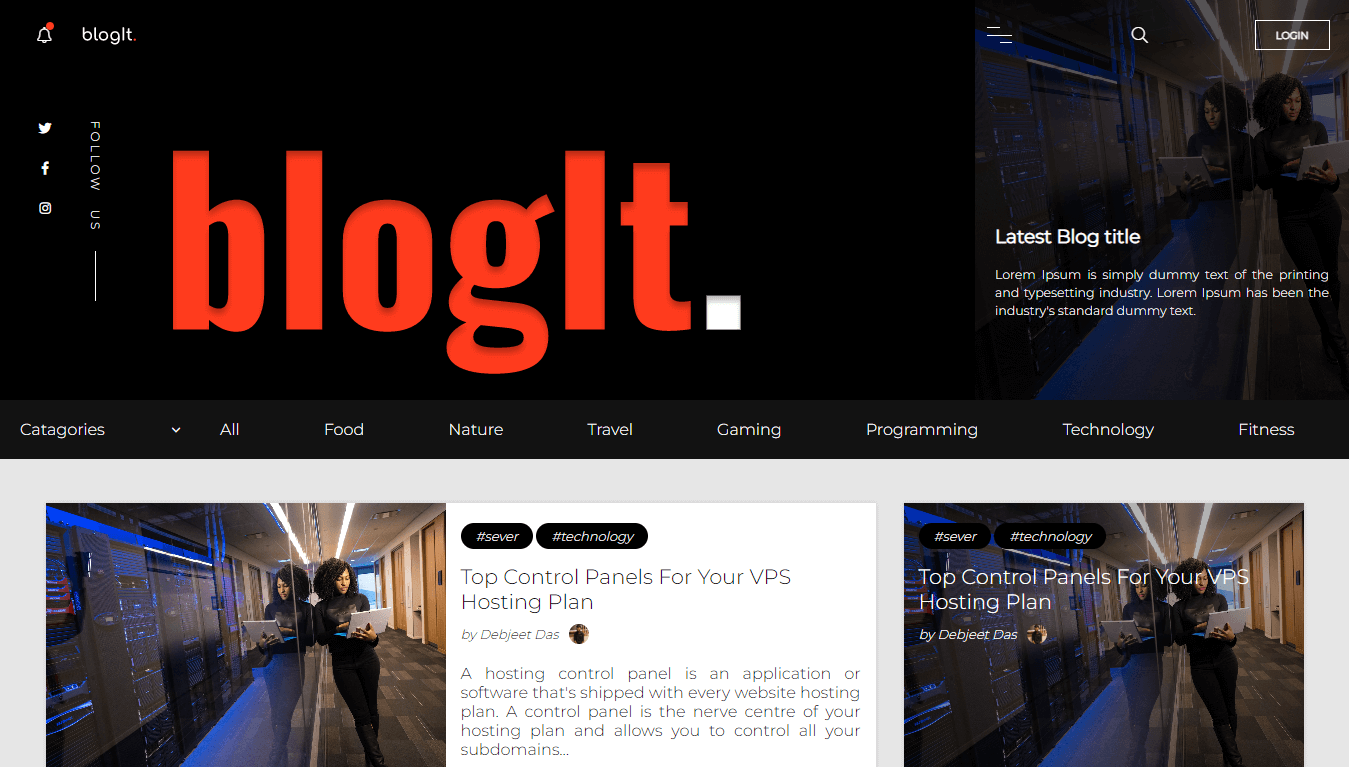 blogIt.
LOGIN
FOLLOW US
blogIt.
Latest Blog title
Lorem Ipsum is simply dummy text of the printing
and typesetting industry. Lorem Ipsum has been the
industry's standard dummy text.
Catagories All Food Nature Travel Gaming Programming Technology Fitness
#sever #technology
Top Control Panels For Your VPS
Hosting Plan
by Debjeet Das
A hosting control panel is an application or
software that's shipped with every website hosting
plan. A control panel is the nerve centre of your
hosting plan and allows you to control all your
subdomains...
#sever #technology
Top Control Panels For Your VPS
Hosting Plan
by Debjeet Das